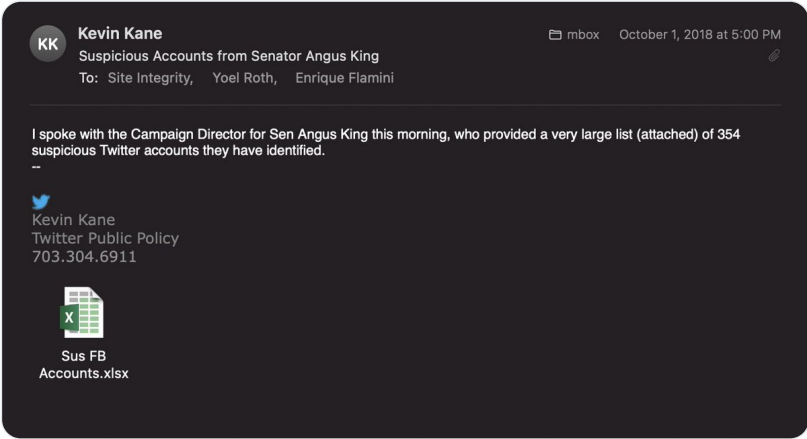 KK
Kevin Kane
mbox October 1, 2018 at 5:00 PM
Suspicious Accounts from Senator Angus King
To: Site Integrity, Yoel Roth, Enrique Flamini
I spoke with the Campaign Director for Sen Angus King this morning, who provided a very large list (attached) of 354
suspicious Twitter accounts they have identified.
--
Kevin Kane
Twitter Public Policy
703.304.6911
X
Sus FB
Accounts.xlsx